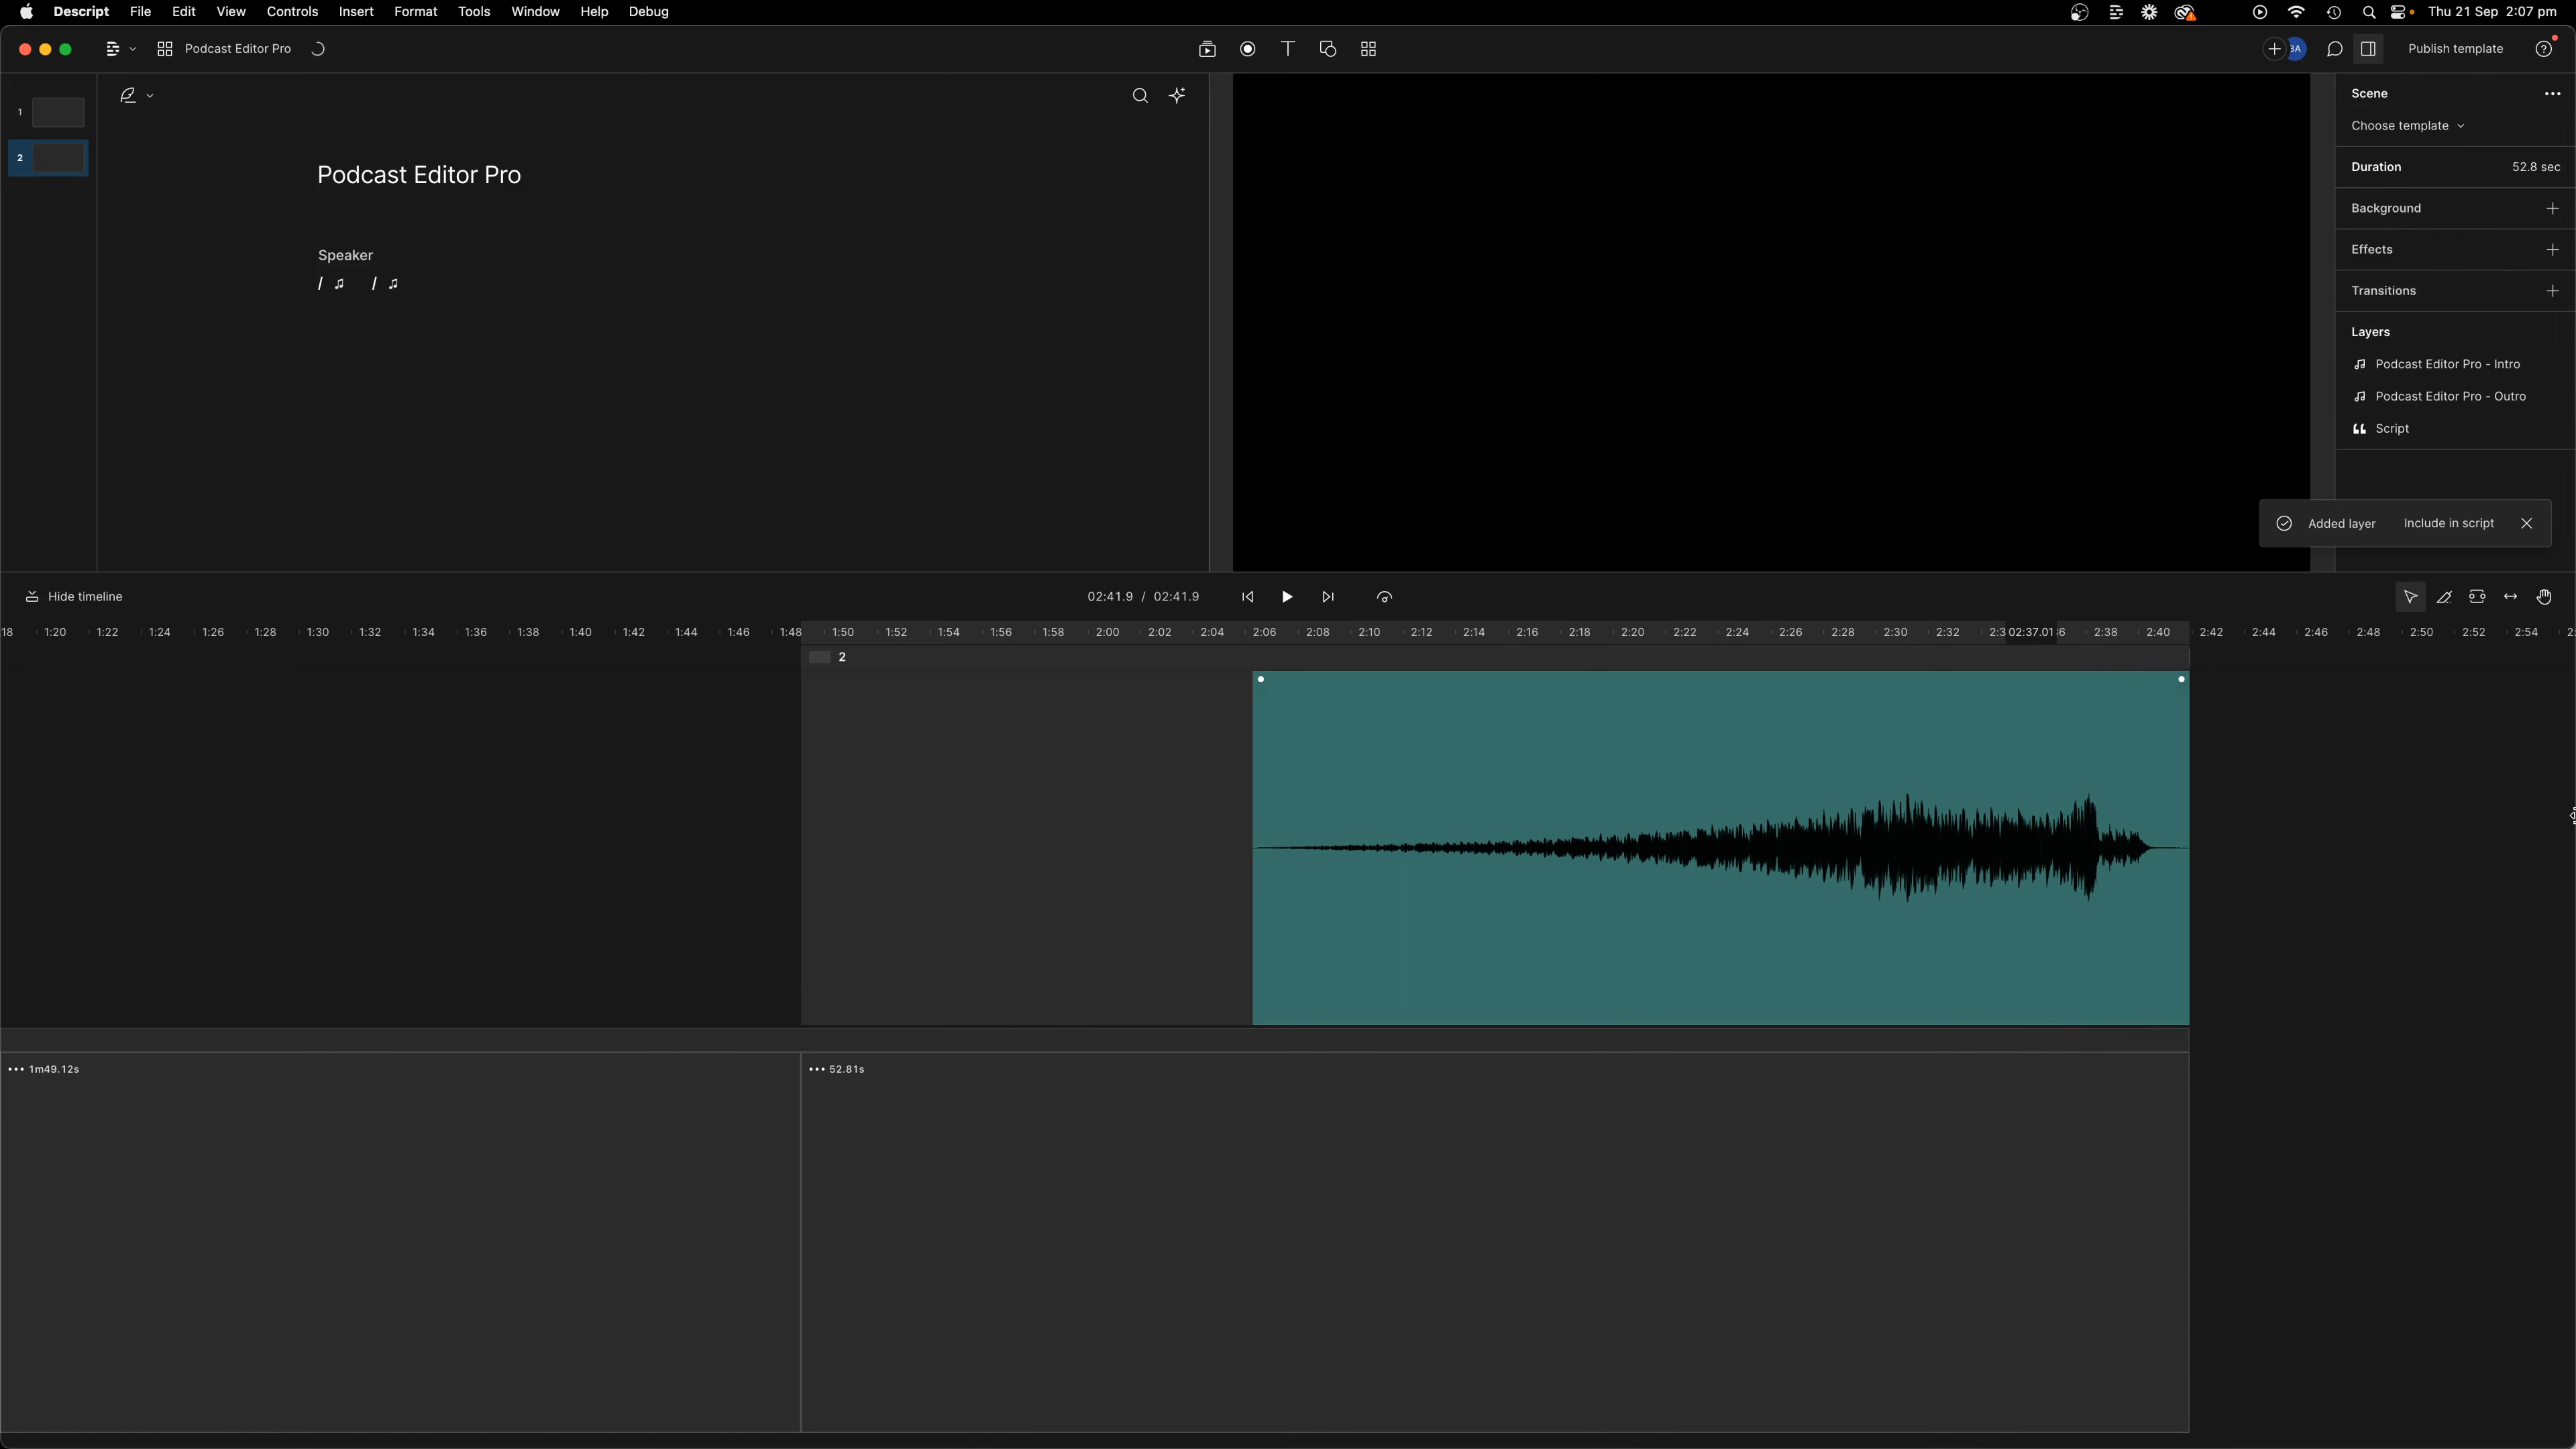 Descript File Edit View Controls Insert Format Tools Window Help Debug Thu 21 Sep 2:07 pm
Podcast Editor Pro Publish template
Scene
1
Choose template
2
Podcast Editor Pro
Duration 52.8 sec
Background
Effects
Speaker
/ ♫ / ♫
Transitions
Layers
Podcast Editor Pro - Intro
Podcast Editor Pro - Outro
Script
Added layer Include in script
Hide timeline 02:41.9 / 02:41.9
18 1:20 1:22 1:24 1:26 1:28 1:30 1:32 1:34 1:36 1:38 1:40 1:42 1:44 1:46 1:48 1:50 1:52 1:54 1:56 1:58 2:00 2:02 2:04 2:06 2:08 2:10 2:12 2:14 2:16 2:18 2:20 2:22 2:24 2:26 2:28 2:30 2:32 2:3 02:37.01 6 2:38 2:40 2:42 2:44 2:46 2:48 2:50 2:52 2:54 2:
2
••• 1m49.12s ••• 52.81s